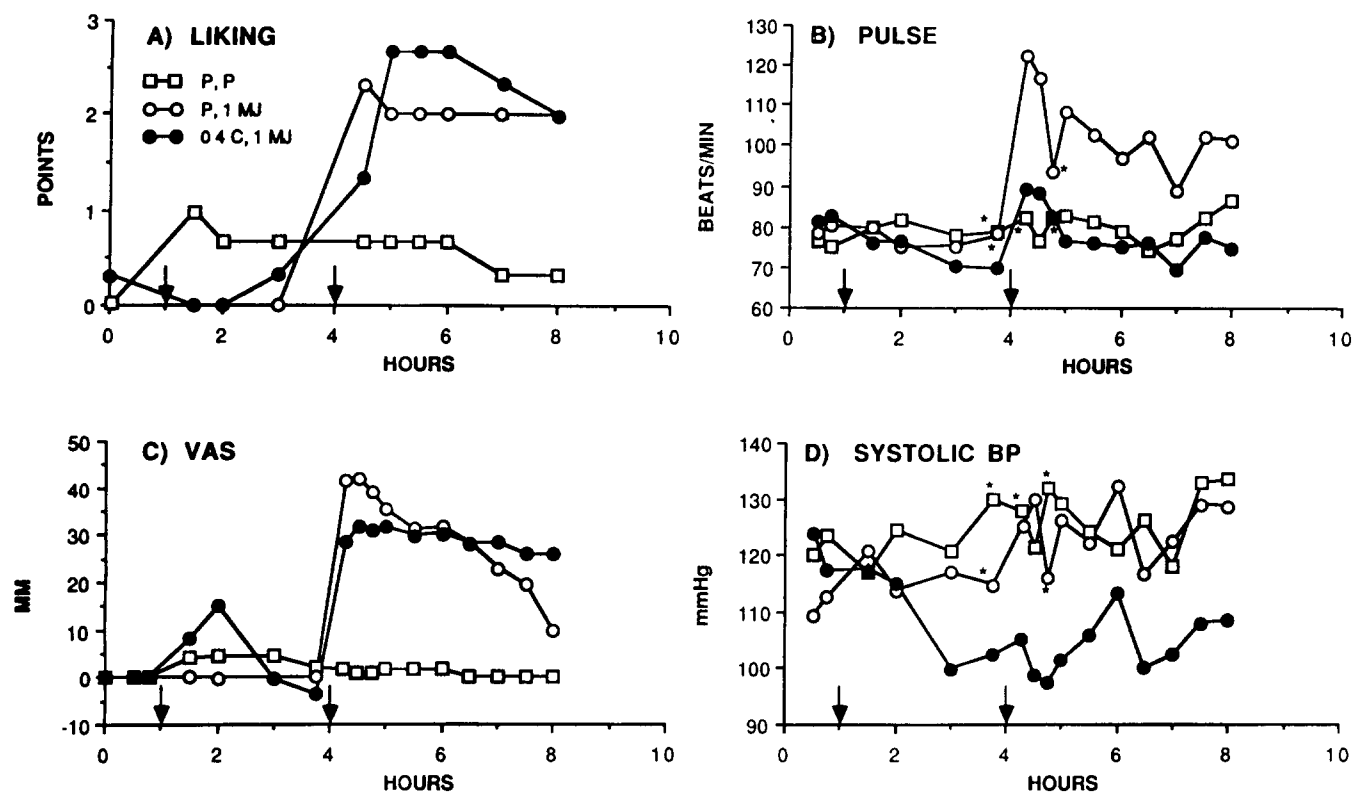 A) LIKING
P, P
P, 1 MJ
0 4 C, 1 MJ
POINTS
3
2
1
0
0 2 4 6 8 10
HOURS
B) PULSE
BEATS/MIN
130
120
110
100
90
80
70
60
* * * * *
0 2 4 6 8 10
HOURS
C) VAS
MM
50
40
30
20
10
0
-10
0 2 4 6 8 10
HOURS
D) SYSTOLIC BP
mmHg
140
130
120
110
100
90
* * * * *
0 2 4 6 8 10
HOURS